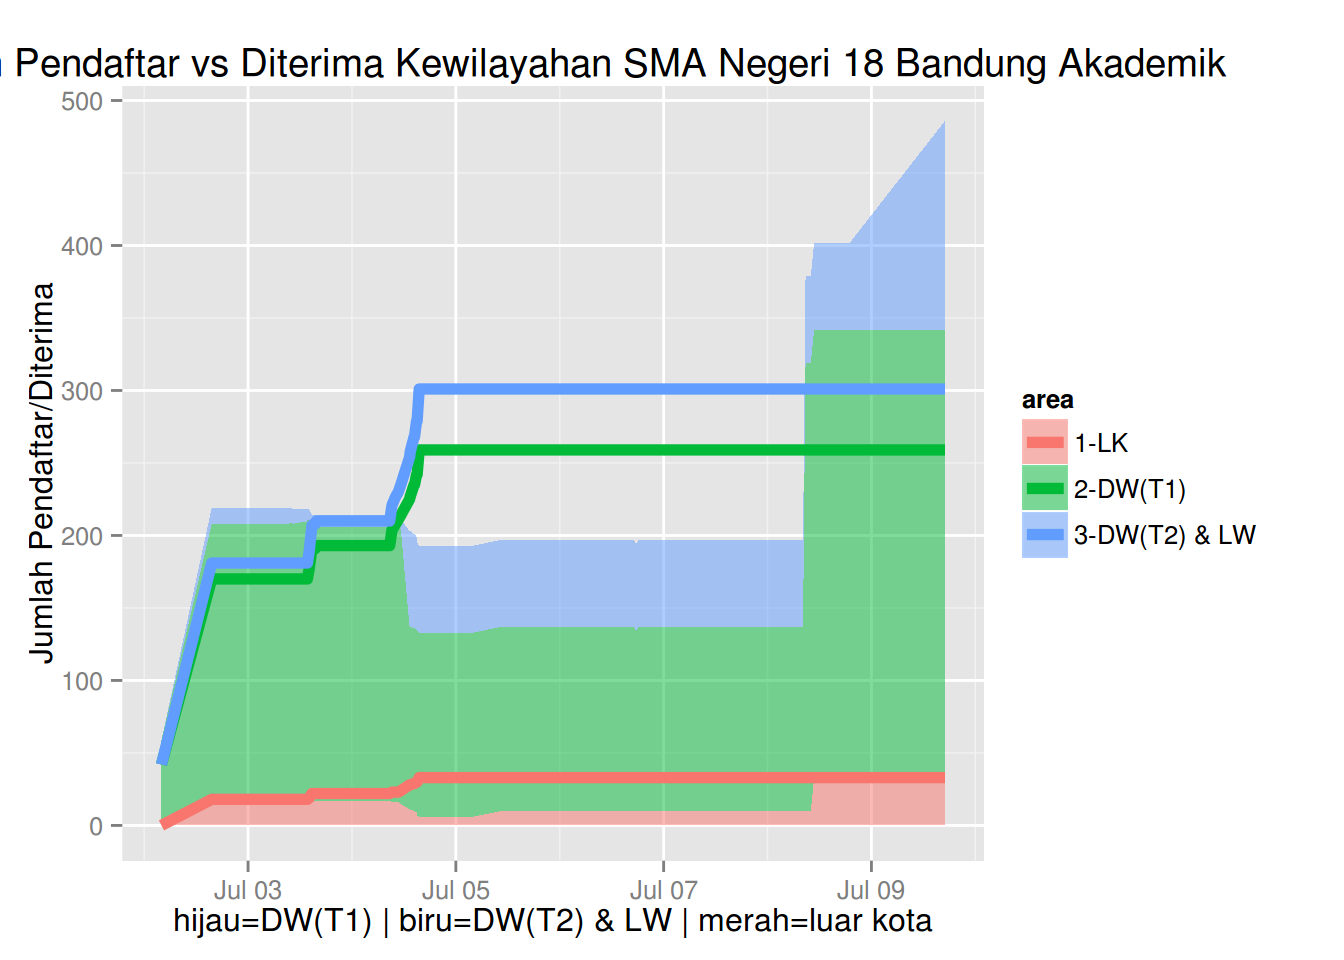 Pendaftar vs Diterima Kewilayahan SMA Negeri 18 Bandung Akademik
500
400
300
200
100
0
Jumlah Pendaftar/Diterima
Jul 03
Jul 05
Jul 07
Jul 09
hijau=DW(T1) | biru=DW(T2) & LW | merah=luar kota
area
1-LK
2-DW(T1)
3-DW(T2) & LW